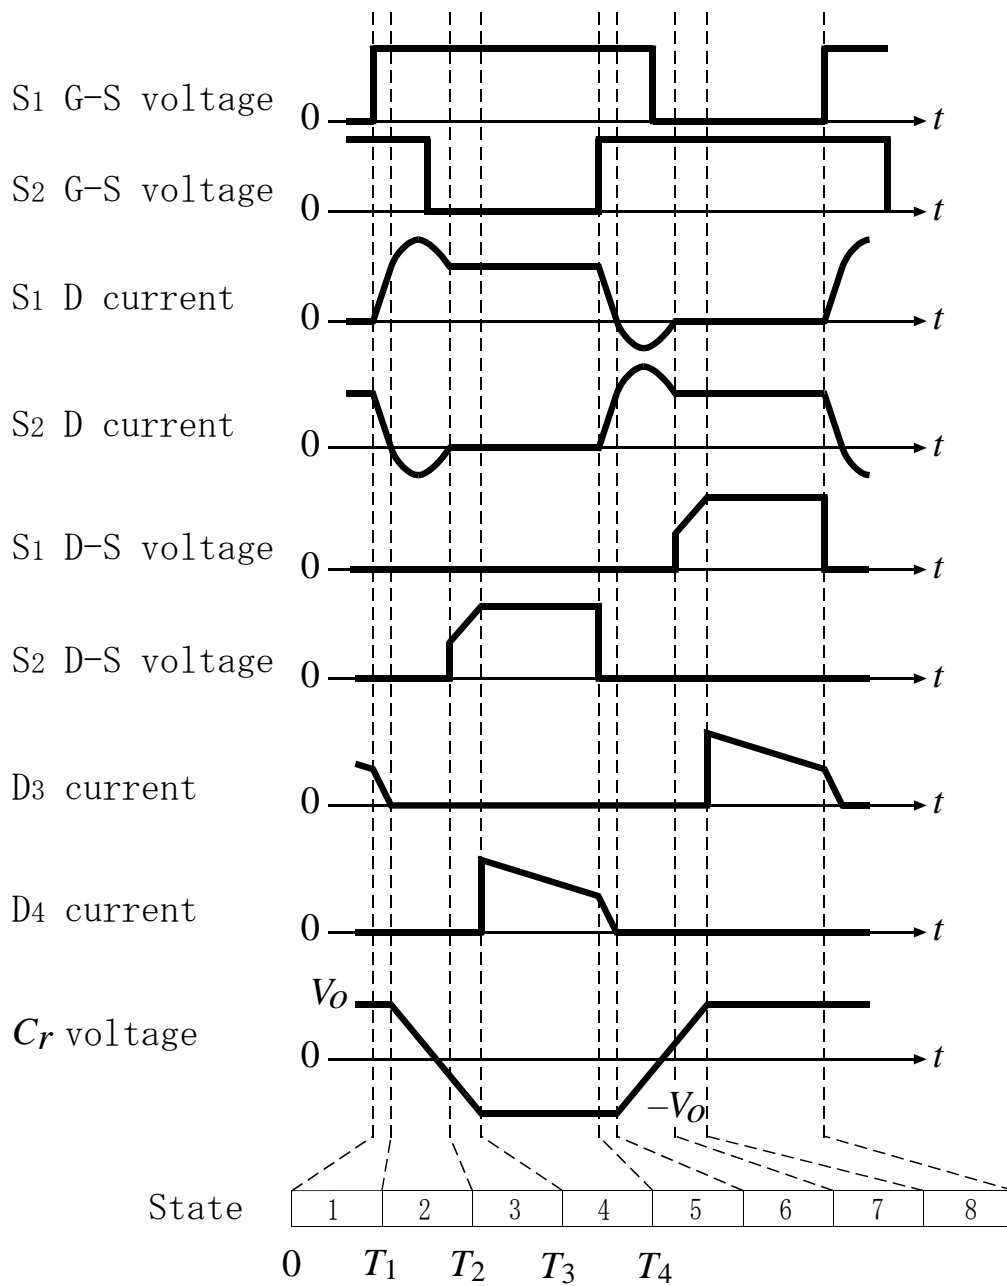 S1 G-S voltage 0 t
S2 G-S voltage 0 t
S1 D current 0 t
S2 D current 0 t
S1 D-S voltage 0 t
S2 D-S voltage 0 t
D3 current 0 t
D4 current 0 t
Vo
Cr voltage 0 t
–Vo
State 1 2 3 4 5 6 7 8
0 T1 T2 T3 T4